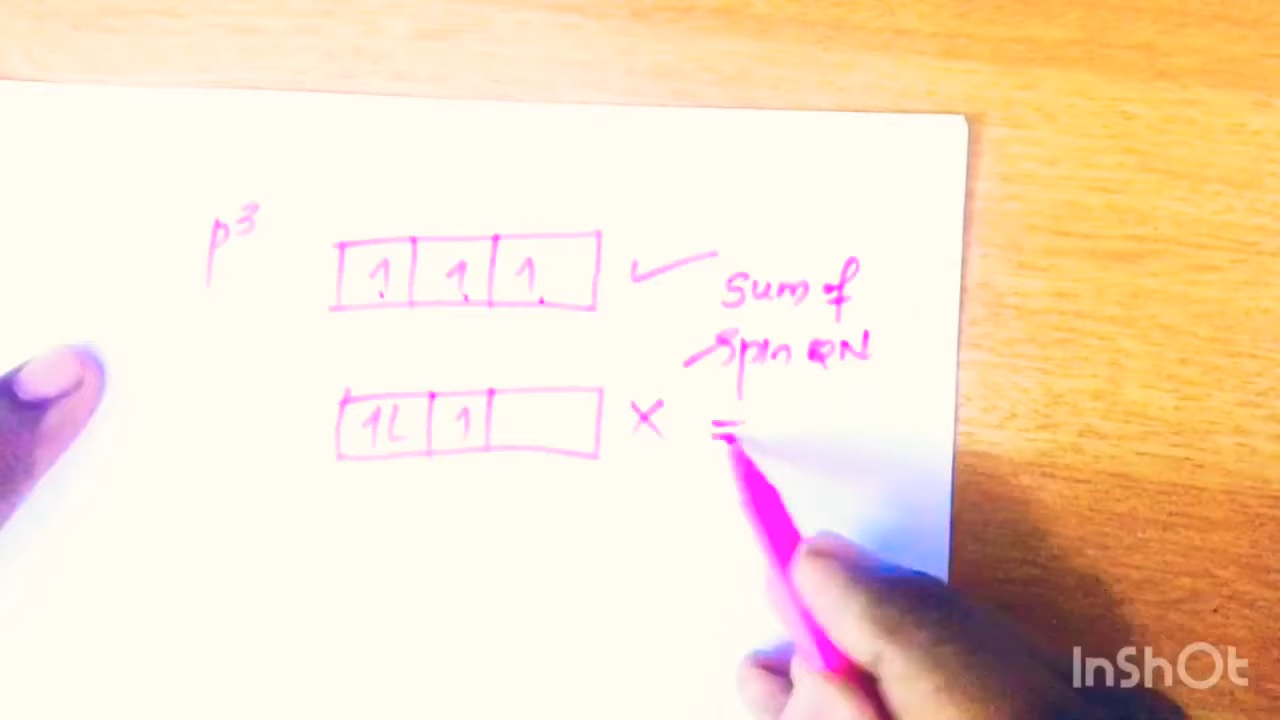 p³
1 1 1 ✓
sum of
spin QN
1L 1 × =
InShOt